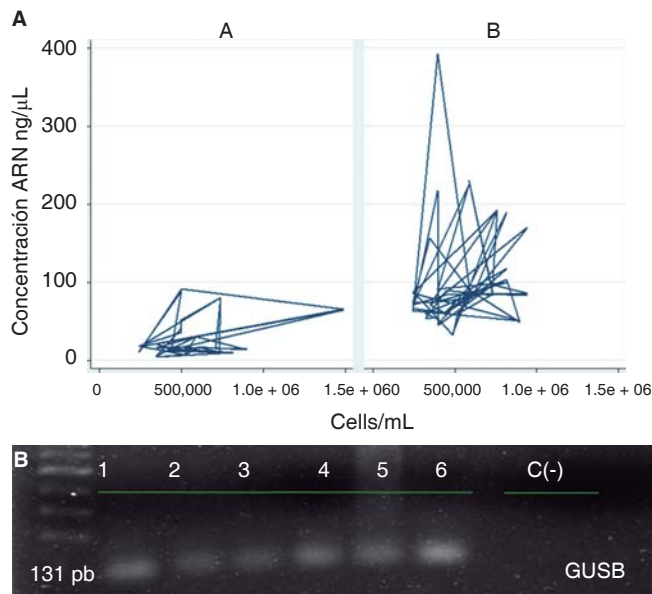 A
A B
Concentración ARN ng/µL
400
300
200
100
0
0 500,000 1.0e + 06 1.5e + 060 500,000 1.0e + 06 1.5e + 06
Cells/mL
B
1 2 3 4 5 6 C(-)
131 pb GUSB